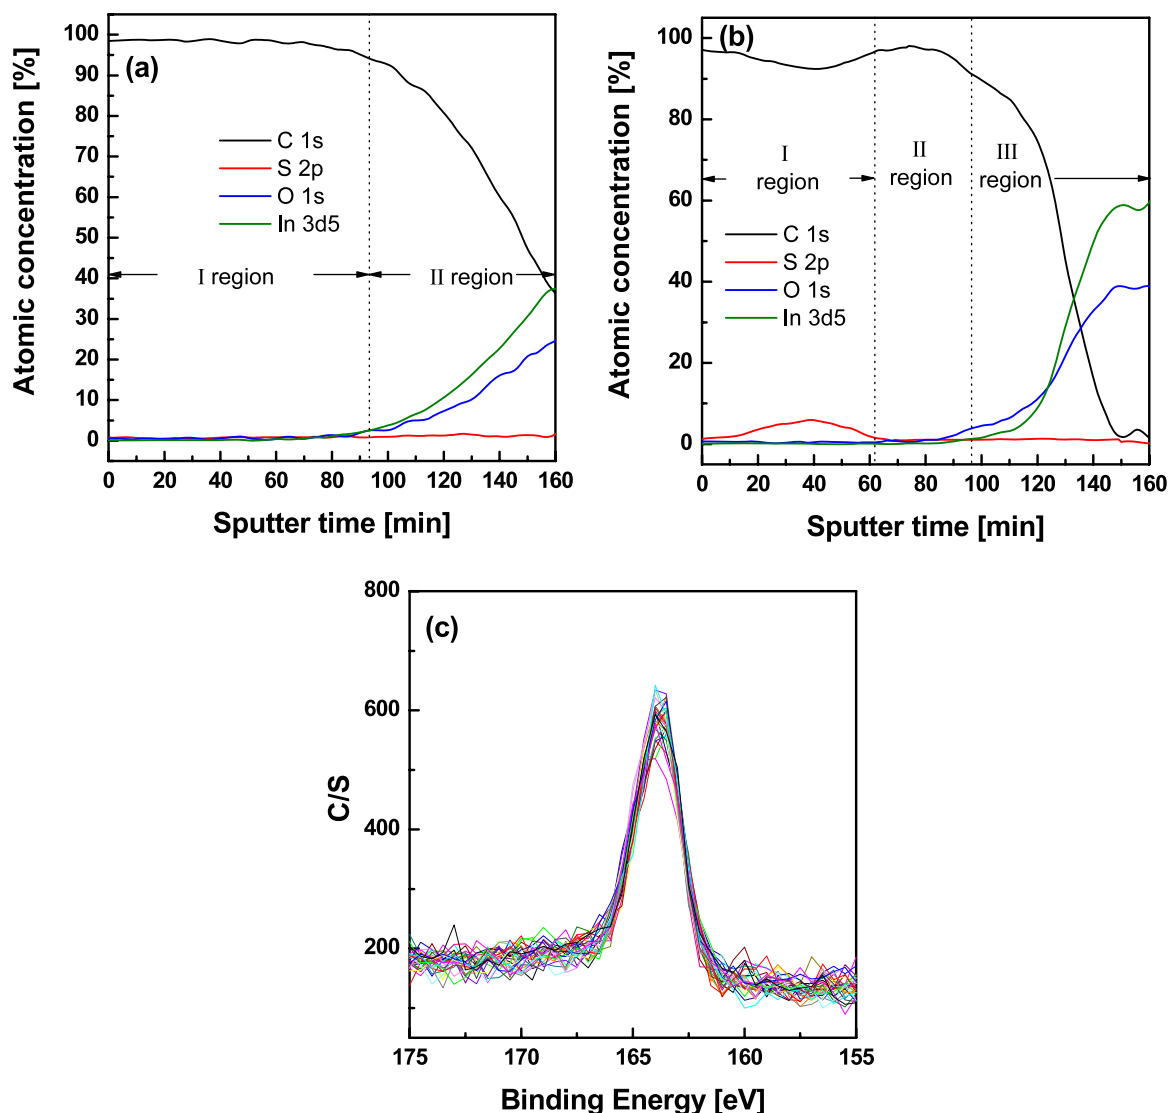 (a)
Atomic concentration [%]
100
90
80
70
60
50
40
30
20
10
0
C 1s
S 2p
O 1s
In 3d5
I region
II region
0 20 40 60 80 100 120 140 160
Sputter time [min]
(b)
Atomic concentration [%]
100
80
60
40
20
0
I
region
II
region
III
region
C 1s
S 2p
O 1s
In 3d5
0 20 40 60 80 100 120 140 160
Sputter time [min]
(c)
C/S
800
600
400
200
175 170 165 160 155
Binding Energy [eV]